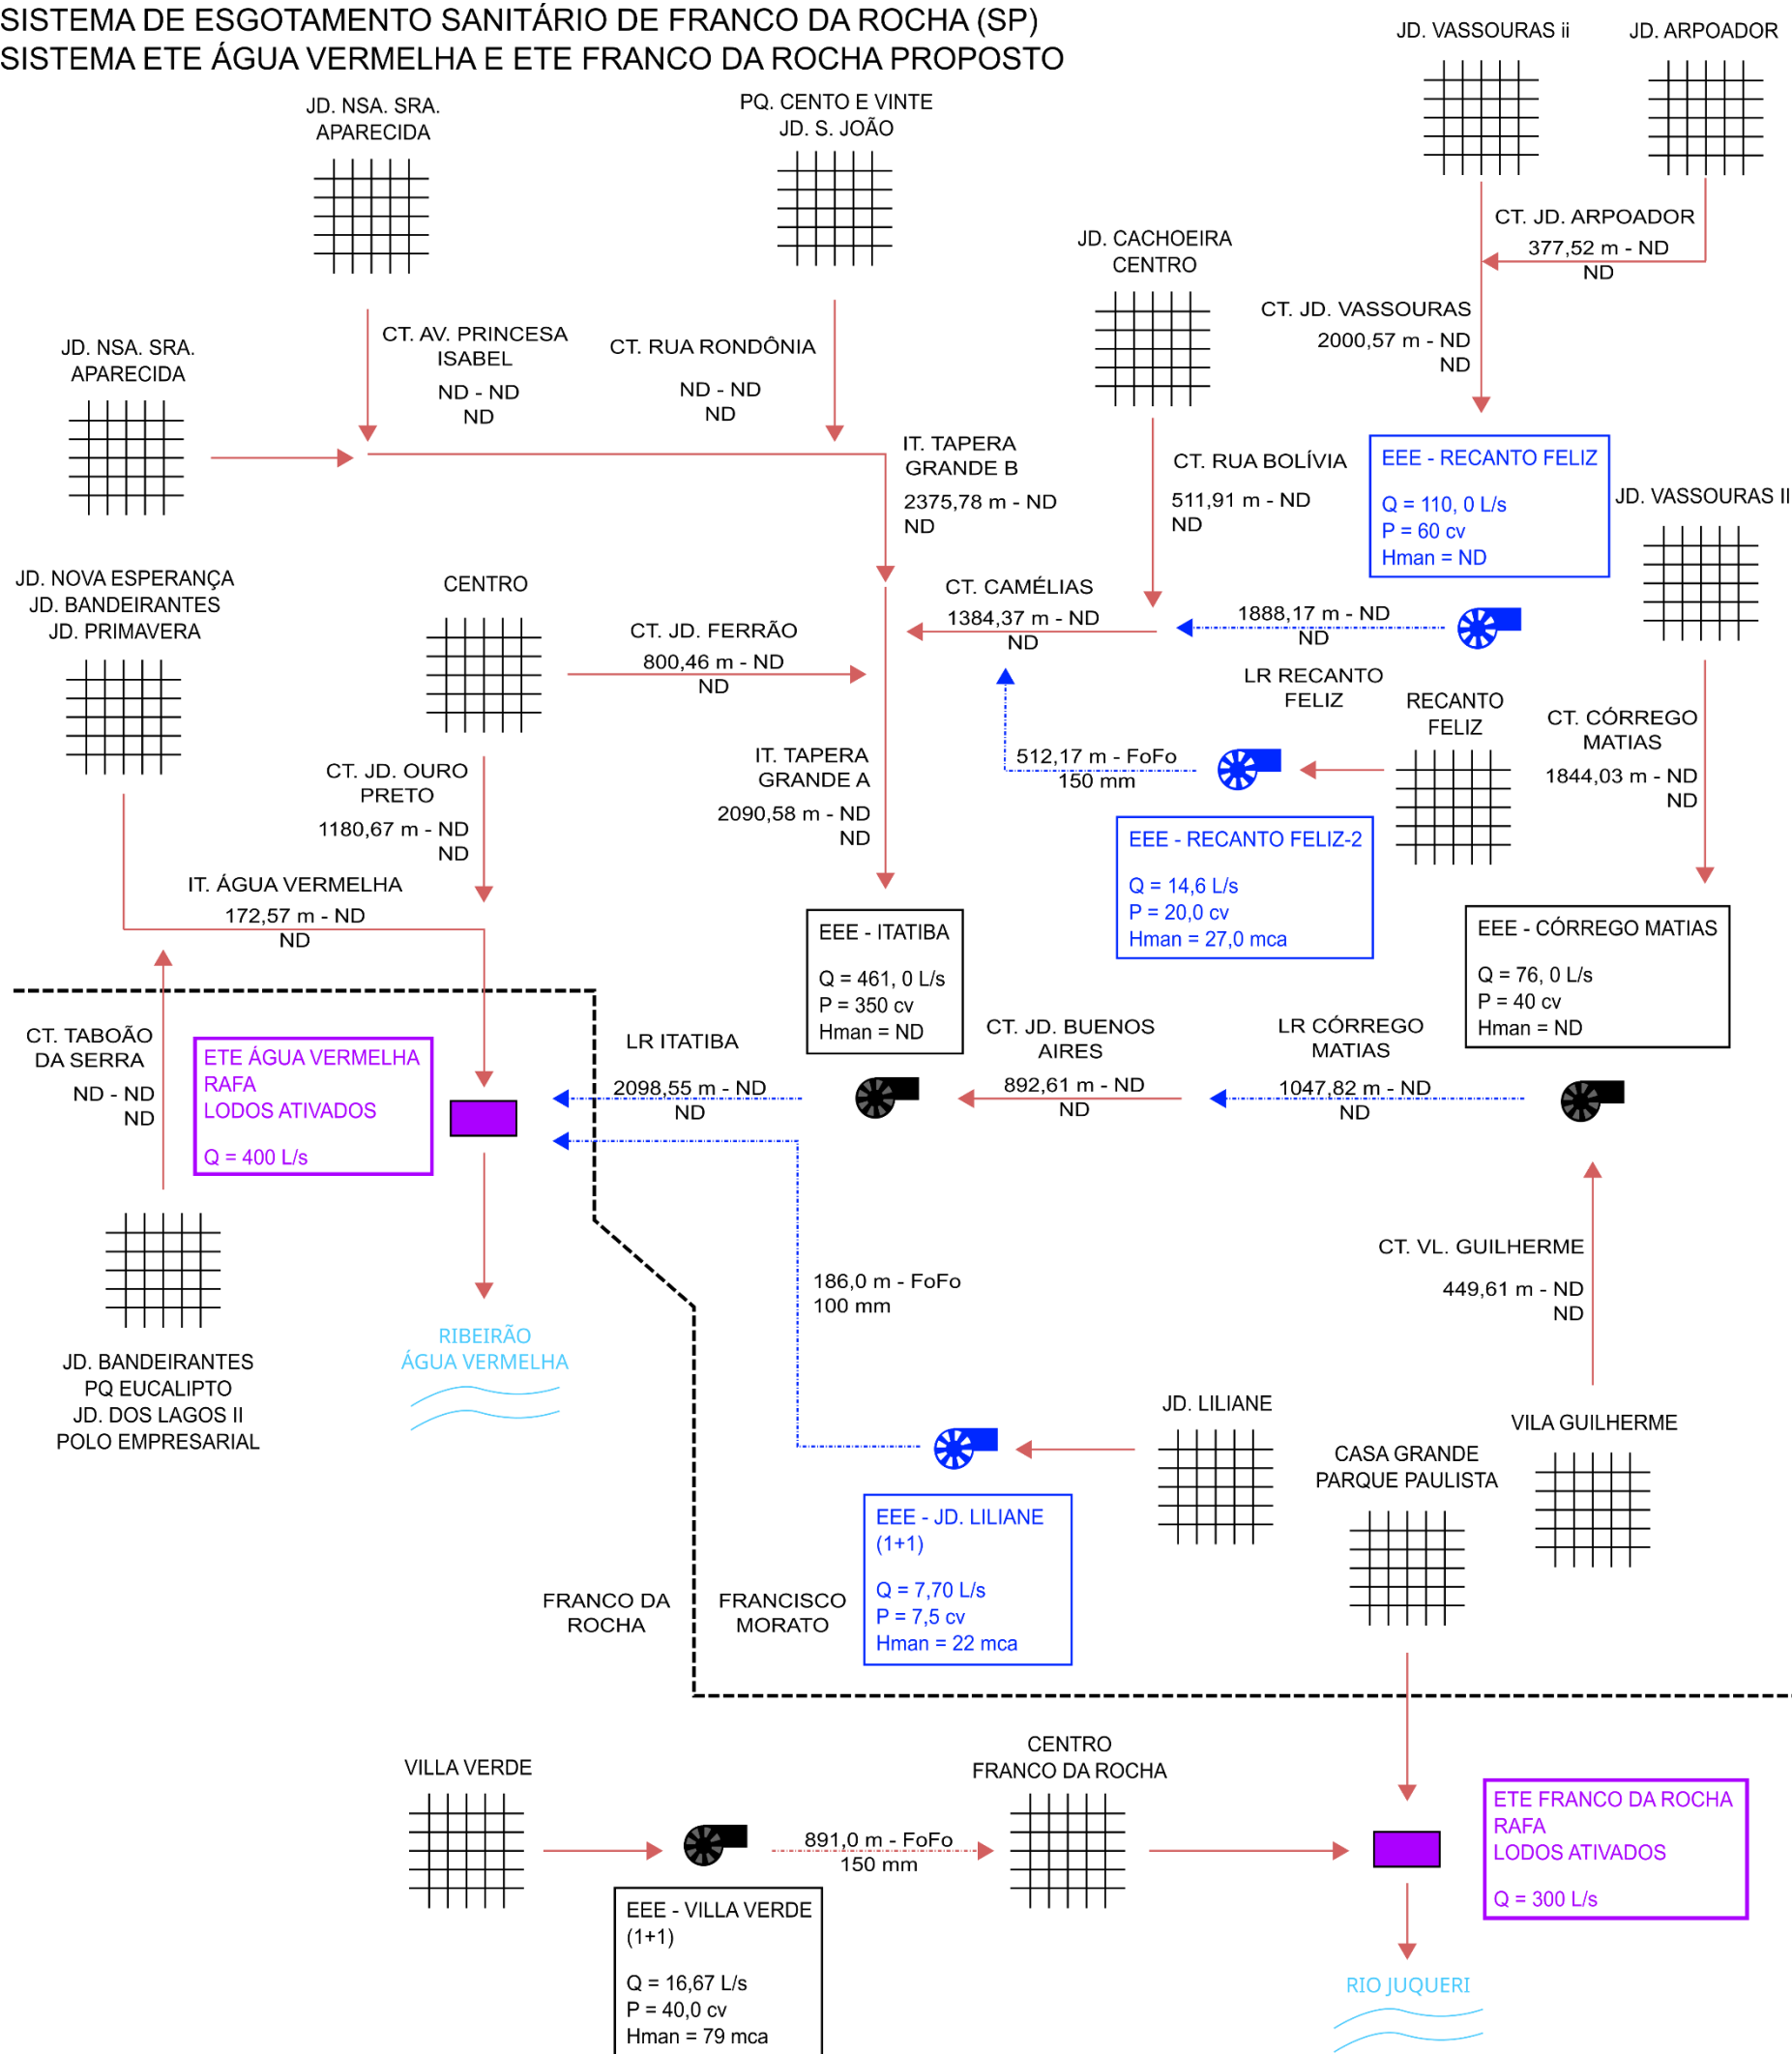 SISTEMA DE ESGOTAMENTO SANITÁRIO DE FRANCO DA ROCHA (SP)
SISTEMA ETE ÁGUA VERMELHA E ETE FRANCO DA ROCHA PROPOSTO
JD. VASSOURAS ii
JD. ARPOADOR
JD. NSA. SRA.
APARECIDA
PQ. CENTO E VINTE
JD. S. JOÃO
CT. JD. ARPOADOR
377,52 m - ND
ND
JD. CACHOEIRA
CENTRO
CT. JD. VASSOURAS
2000,57 m - ND
ND
JD. NSA. SRA.
APARECIDA
CT. AV. PRINCESA
ISABEL
ND - ND
ND
CT. RUA RONDÔNIA
ND - ND
ND
IT. TAPERA
GRANDE B
2375,78 m - ND
ND
CT. RUA BOLÍVIA
511,91 m - ND
ND
EEE - RECANTO FELIZ
Q = 110, 0 L/s
P = 60 cv
Hman = ND
JD. VASSOURAS II
JD. NOVA ESPERANÇA
JD. BANDEIRANTES
JD. PRIMAVERA
CENTRO
CT. JD. FERRÃO
800,46 m - ND
ND
CT. CAMÉLIAS
1384,37 m - ND
ND
1888,17 m - ND
ND
LR RECANTO
FELIZ
RECANTO
FELIZ
CT. CÓRREGO
MATIAS
1844,03 m - ND
ND
512,17 m - FoFo
150 mm
IT. TAPERA
GRANDE A
2090,58 m - ND
ND
CT. JD. OURO
PRETO
1180,67 m - ND
ND
EEE - RECANTO FELIZ-2
Q = 14,6 L/s
P = 20,0 cv
Hman = 27,0 mca
IT. ÁGUA VERMELHA
172,57 m - ND
ND
EEE - ITATIBA
Q = 461, 0 L/s
P = 350 cv
Hman = ND
EEE - CÓRREGO MATIAS
Q = 76, 0 L/s
P = 40 cv
Hman = ND
CT. TABOÃO
DA SERRA
ND - ND
ND
ETE ÁGUA VERMELHA
RAFA
LODOS ATIVADOS
Q = 400 L/s
LR ITATIBA
2098,55 m - ND
ND
CT. JD. BUENOS
AIRES
892,61 m - ND
ND
LR CÓRREGO
MATIAS
1047,82 m - ND
ND
CT. VL. GUILHERME
449,61 m - ND
ND
186,0 m - FoFo
100 mm
RIBEIRÃO
ÁGUA VERMELHA
JD. BANDEIRANTES
PQ EUCALIPTO
JD. DOS LAGOS II
POLO EMPRESARIAL
JD. LILIANE
VILA GUILHERME
CASA GRANDE
PARQUE PAULISTA
EEE - JD. LILIANE
(1+1)
Q = 7,70 L/s
P = 7,5 cv
Hman = 22 mca
FRANCO DA
ROCHA
FRANCISCO
MORATO
VILLA VERDE
CENTRO
FRANCO DA ROCHA
891,0 m - FoFo
150 mm
ETE FRANCO DA ROCHA
RAFA
LODOS ATIVADOS
Q = 300 L/s
EEE - VILLA VERDE
(1+1)
Q = 16,67 L/s
P = 40,0 cv
Hman = 79 mca
RIO JUQUERI